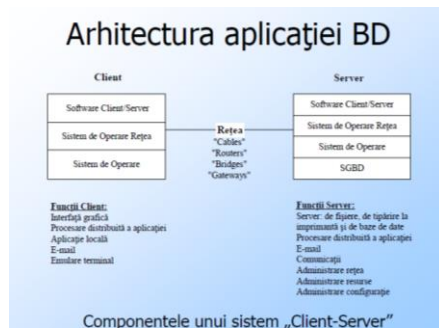 Arhitectura aplicaţiei BD
Client
Software Client/Server
Sistem de Operare Reţea
Sistem de Operare
Reţea
"Cables"
"Routers"
"Bridges"
"Gateways"
Server
Software Client/Server
Sistem de Operare Reţea
Sistem de Operare
SGBD
Funcţii Client:
Interfaţă grafică
Procesare distribuită a aplicaţiei
Aplicaţie locală
E-mail
Emulare terminal
Funcţii Server:
Server: de fişiere, de tipărire la
imprimantă şi de baze de date
Procesare distribuită a aplicaţiei
E-mail
Comunicaţii
Administrare reţea
Administrare resurse
Administrare configuraţie
Componentele unui sistem „Client-Server”